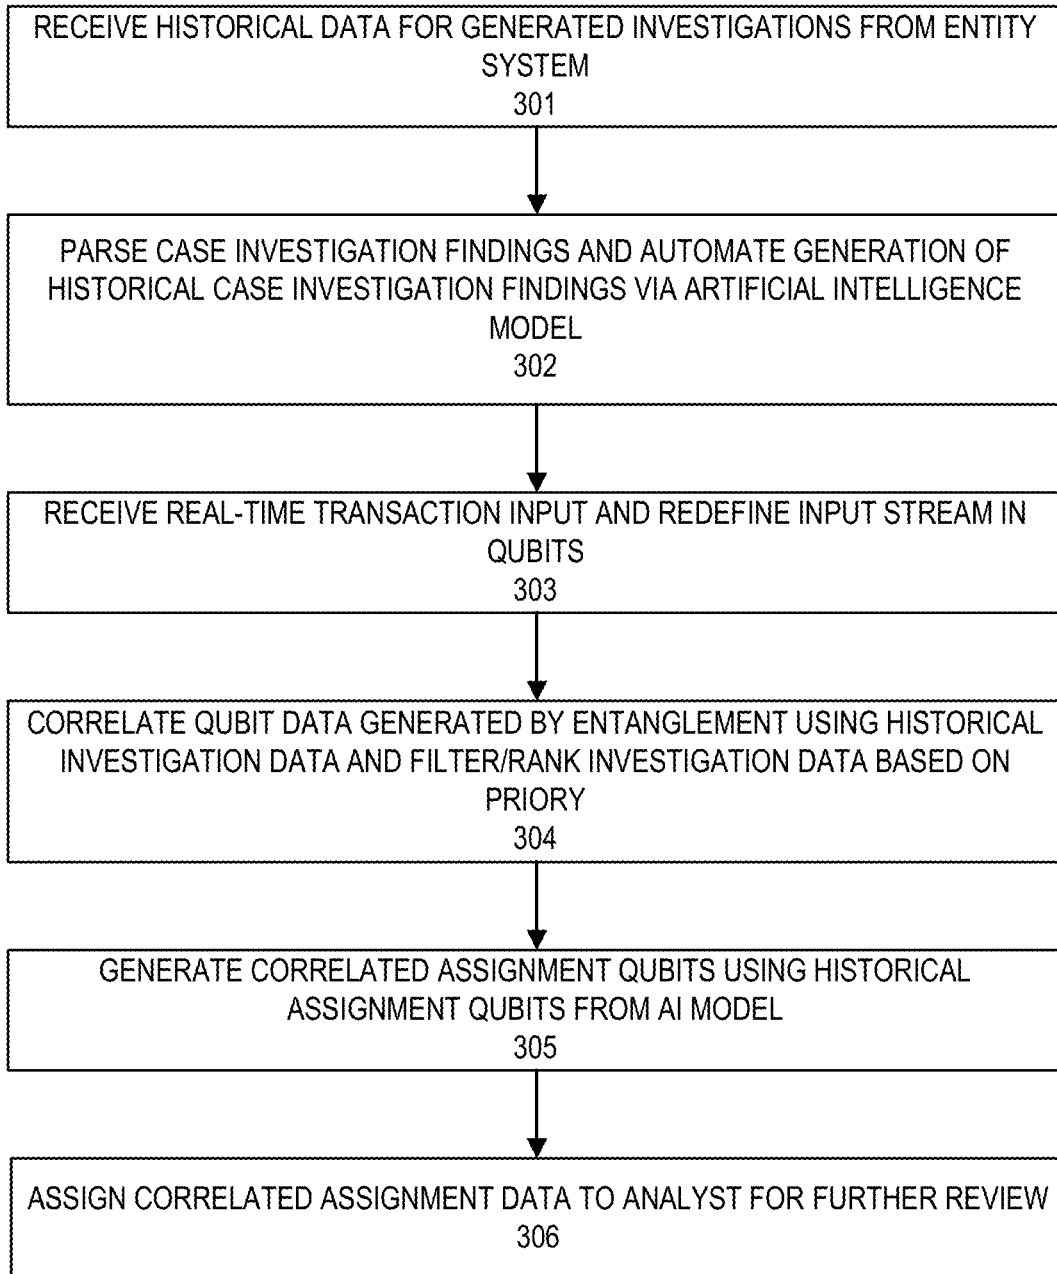 RECEIVE HISTORICAL DATA FOR GENERATED INVESTIGATIONS FROM ENTITY
SYSTEM
301
PARSE CASE INVESTIGATION FINDINGS AND AUTOMATE GENERATION OF
HISTORICAL CASE INVESTIGATION FINDINGS VIA ARTIFICIAL INTELLIGENCE
MODEL
302
RECEIVE REAL-TIME TRANSACTION INPUT AND REDEFINE INPUT STREAM IN
QUBITS
303
CORRELATE QUBIT DATA GENERATED BY ENTANGLEMENT USING HISTORICAL
INVESTIGATION DATA AND FILTER/RANK INVESTIGATION DATA BASED ON
PRIORY
304
GENERATE CORRELATED ASSIGNMENT QUBITS USING HISTORICAL
ASSIGNMENT QUBITS FROM AI MODEL
305
ASSIGN CORRELATED ASSIGNMENT DATA TO ANALYST FOR FURTHER REVIEW
306